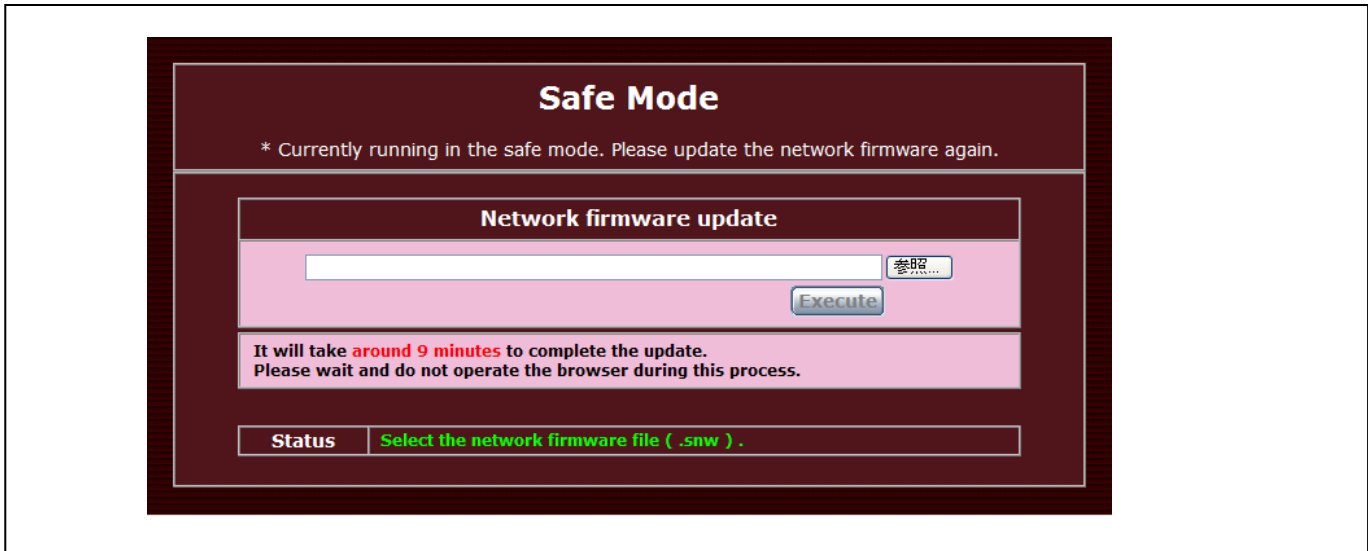 Safe Mode
* Currently running in the safe mode. Please update the network firmware again.
Network firmware update
参照...
Execute
It will take around 9 minutes to complete the update.
Please wait and do not operate the browser during this process.
Status
Select the network firmware file ( .snw ) .